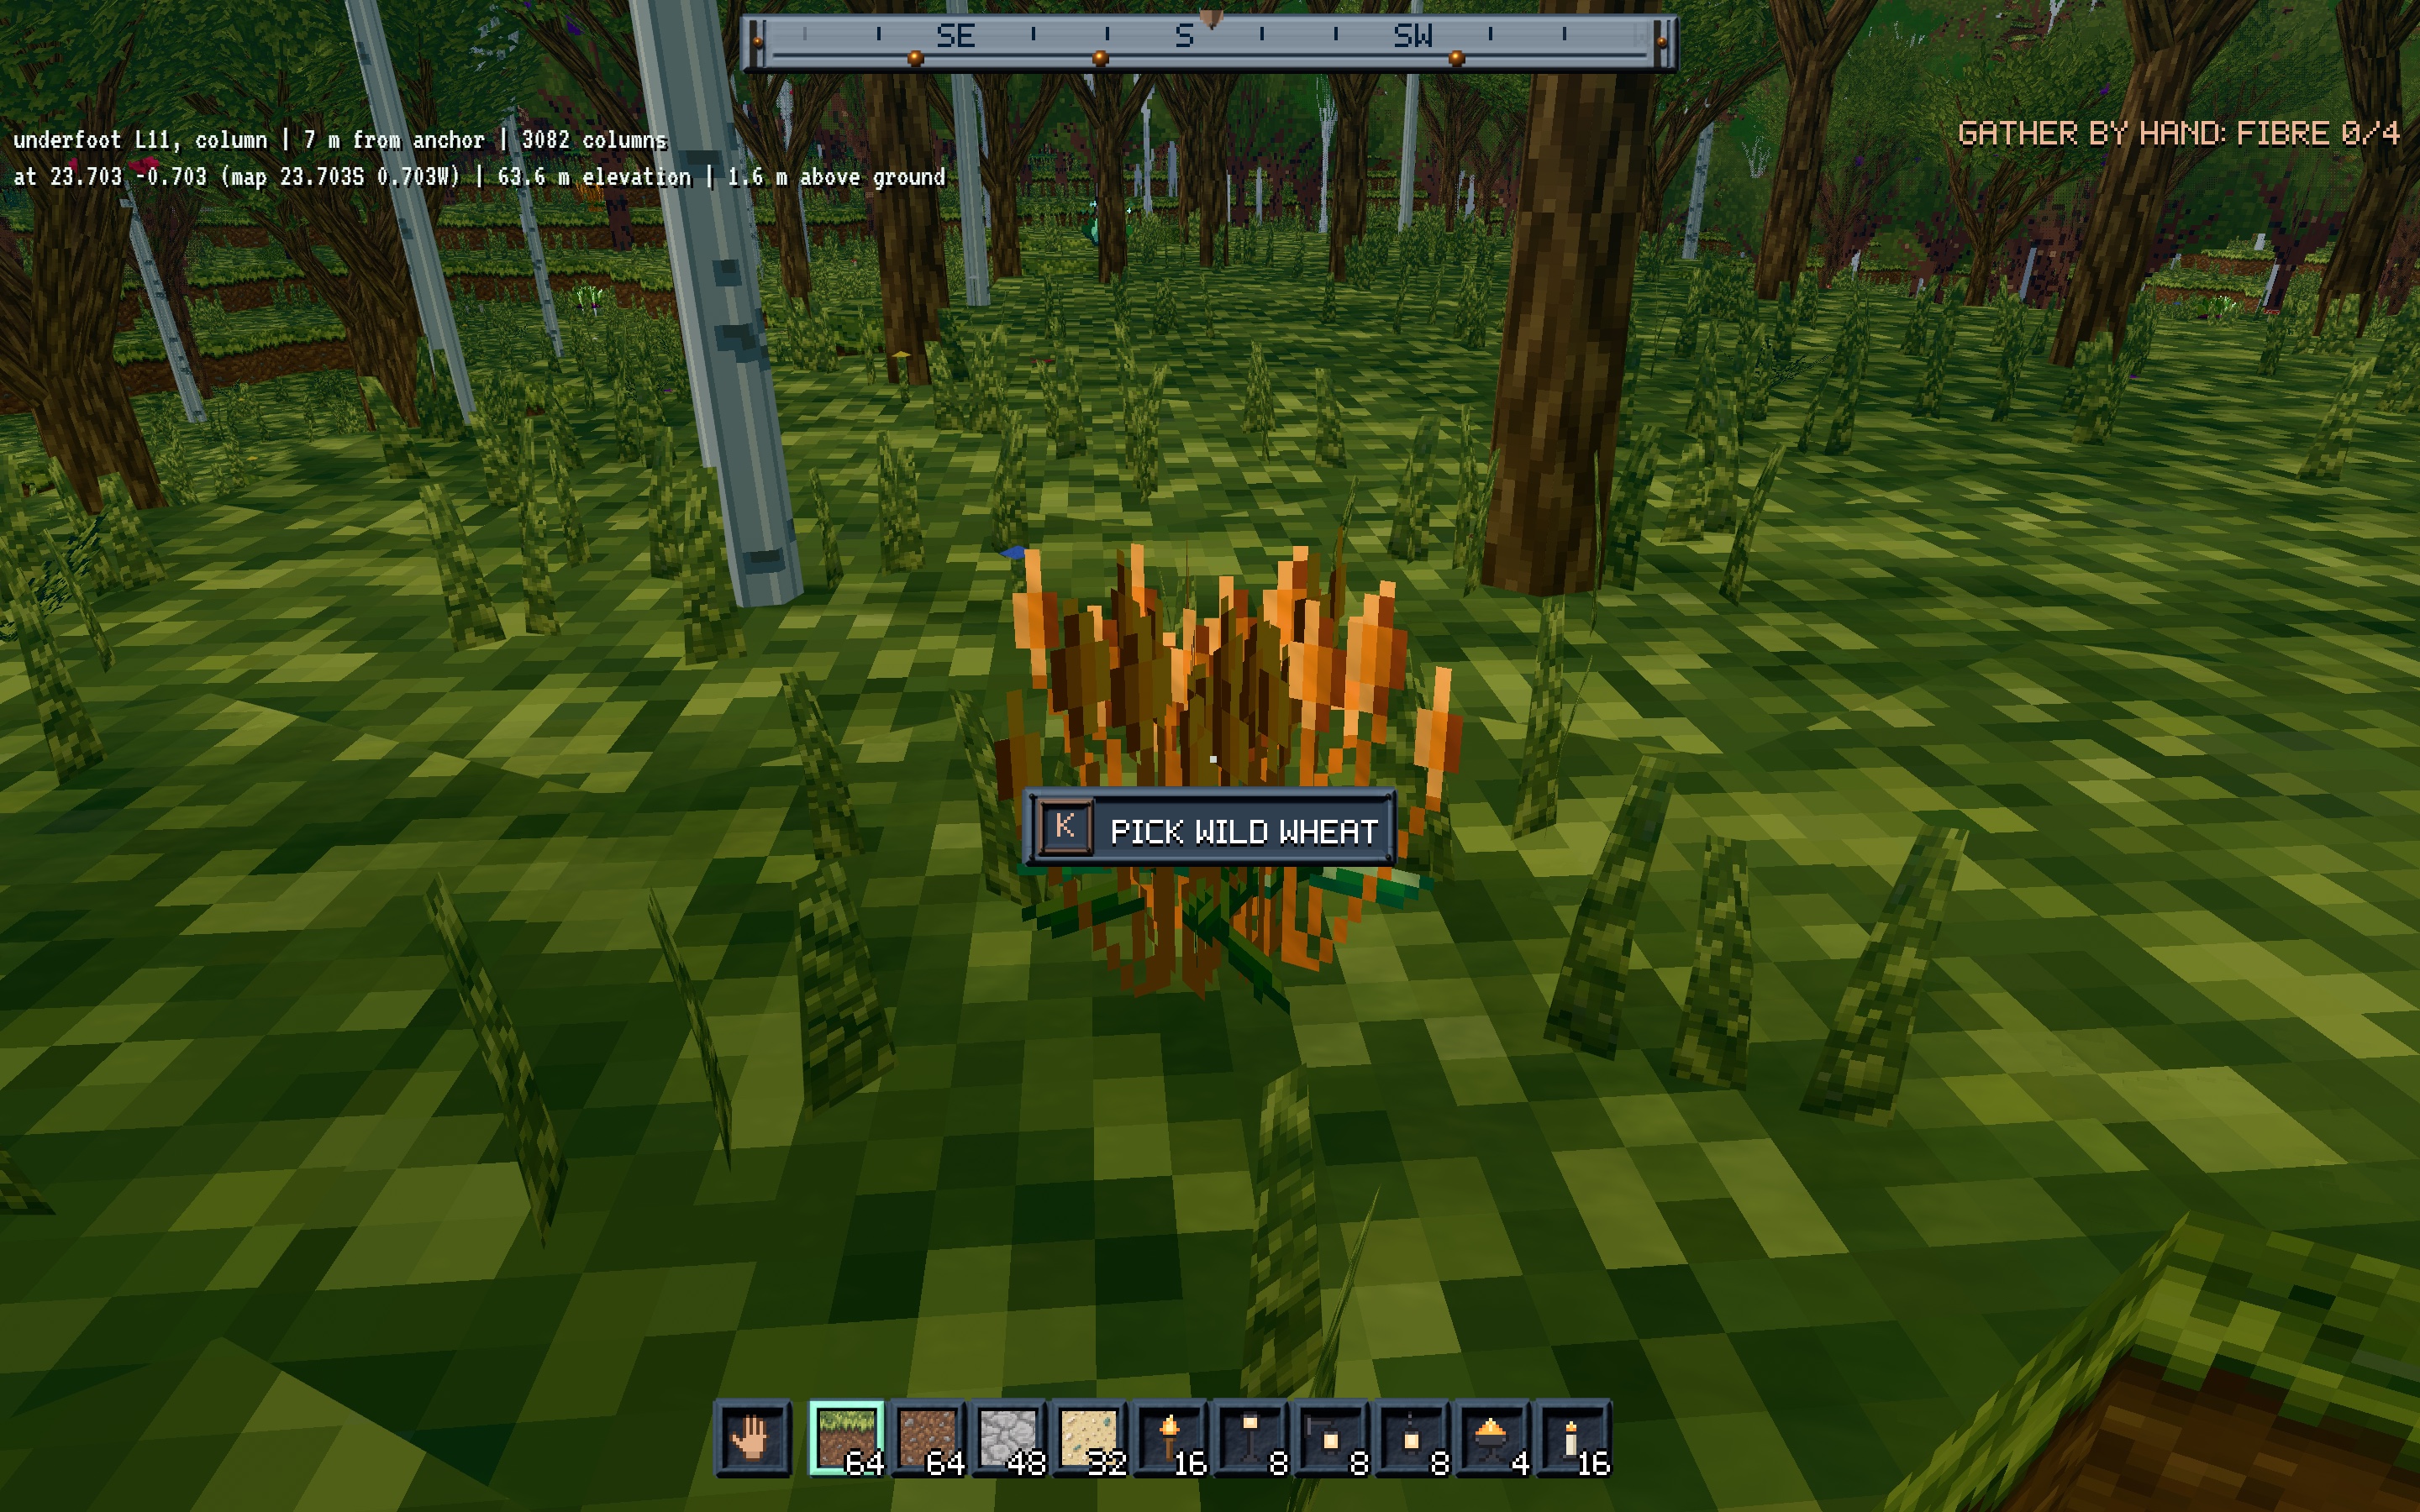 SE S SW
underfoot L11, column | 7 m from anchor | 3082 columns
at 23.703 -0.703 (map 23.703S 0.703W) | 63.6 m elevation | 1.6 m above ground
GATHER BY HAND: FIBRE 0/4
K PICK WILD WHEAT
64 64 48 32 16 8 8 8 4 16